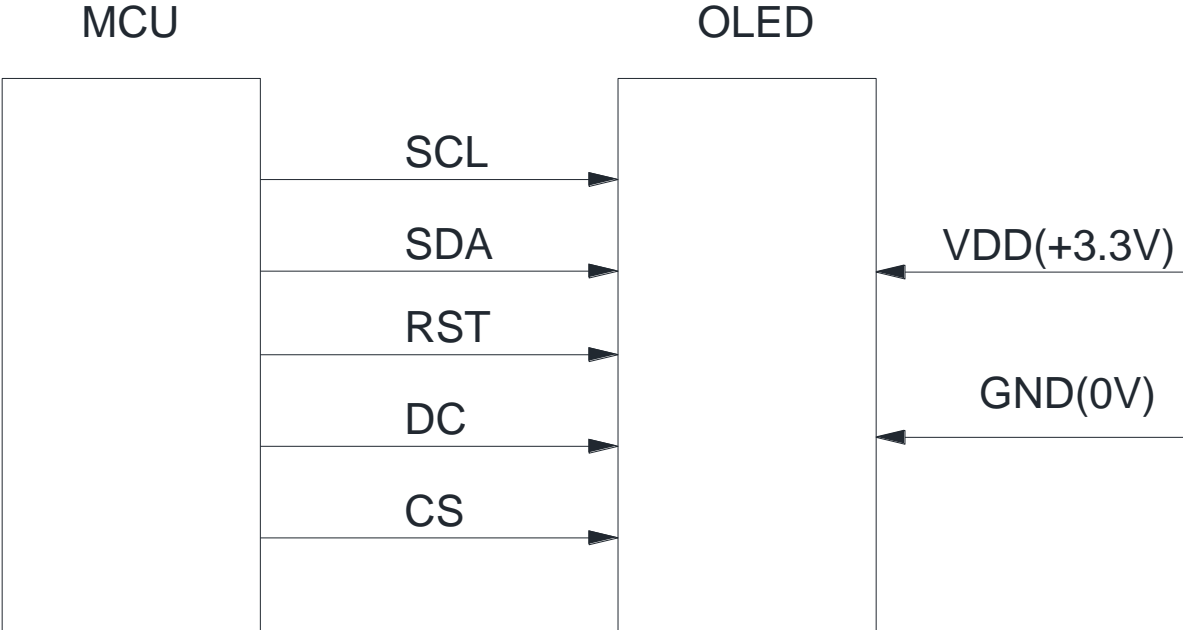 MCU
OLED
SCL
SDA
RST
DC
CS
VDD(+3.3V)
GND(0V)